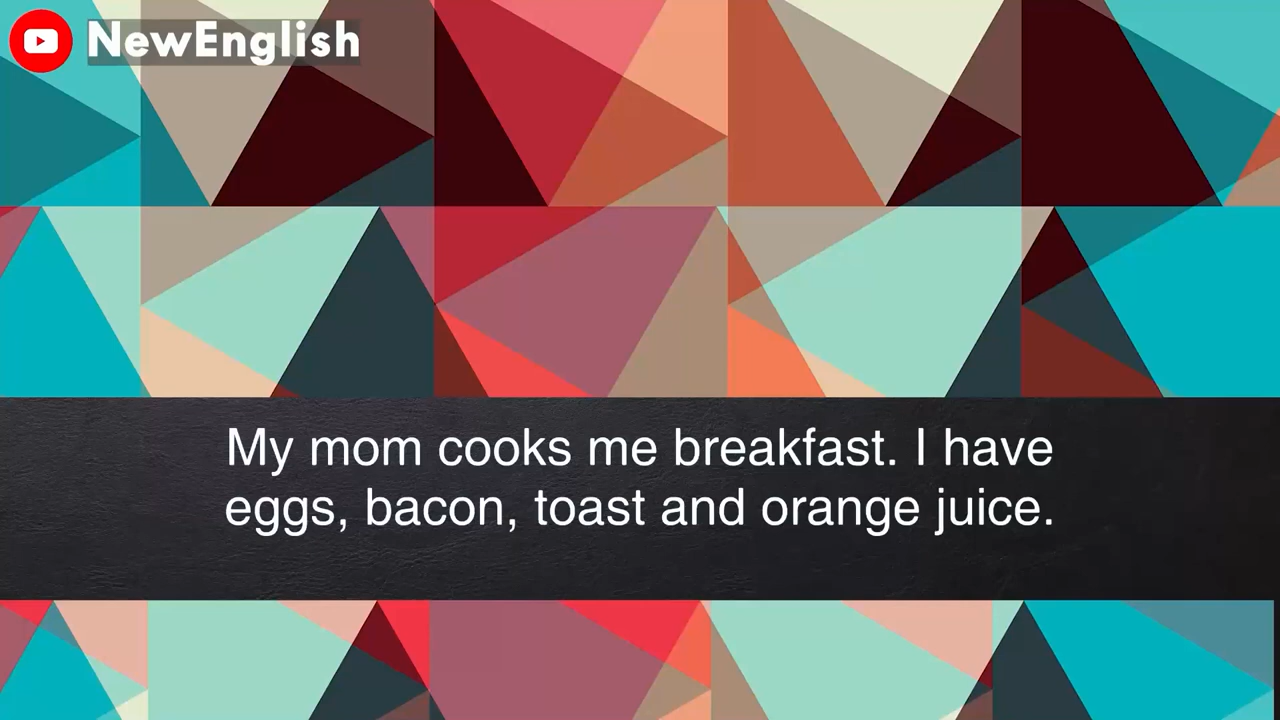 NewEnglish
My mom cooks me breakfast. I have
eggs, bacon, toast and orange juice.